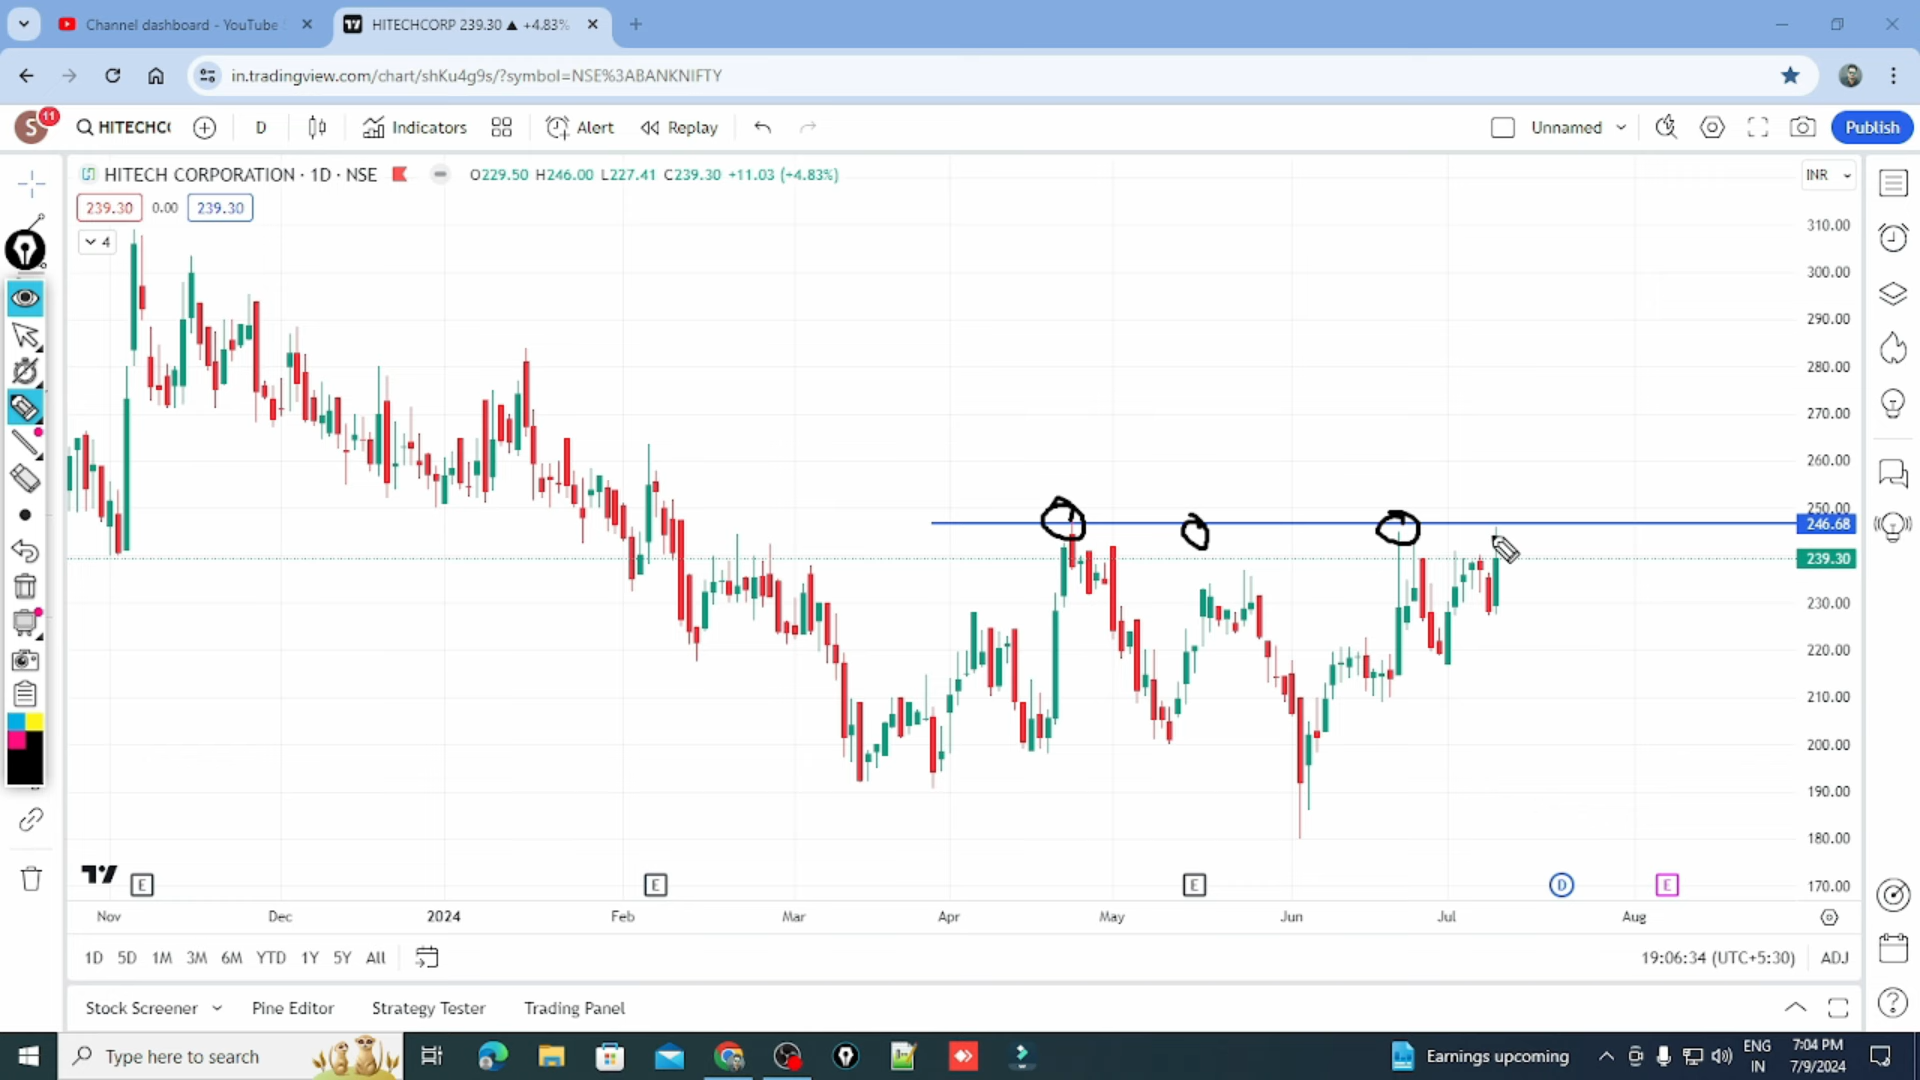 Channel dashboard - YouTube
HITECHCORP 239.30 ▲ +4.83%
in.tradingview.com/chart/shKu4g9s/?symbol=NSE%3ABANKNIFTY
S
11
HITECHC
D
Indicators
Alert
Replay
Unnamed
Publish
HITECH CORPORATION · 1D · NSE
O229.50 H246.00 L227.41 C239.30 +11.03 (+4.83%)
INR
239.30
0.00
239.30
4
310.00
300.00
290.00
280.00
270.00
260.00
250.00
246.68
239.30
230.00
220.00
210.00
200.00
190.00
180.00
170.00
E
E
E
D
E
Nov
Dec
2024
Feb
Mar
Apr
May
Jun
Jul
Aug
1D 5D 1M 3M 6M YTD 1Y 5Y All
19:06:34 (UTC+5:30)
ADJ
Stock Screener
Pine Editor
Strategy Tester
Trading Panel
Type here to search
Earnings upcoming
ENG
IN
7:04 PM
7/9/2024